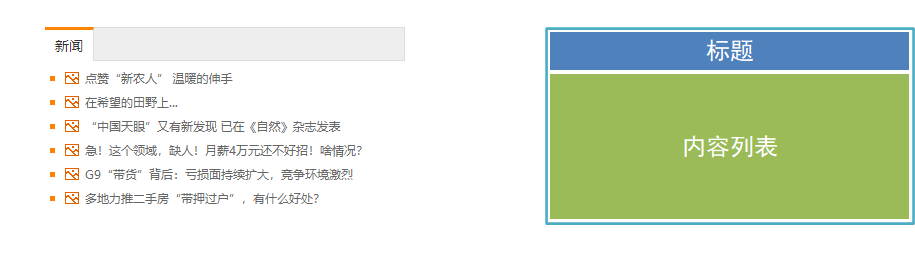 新闻
点赞“新农人” 温暖的伸手
在希望的田野上...
“中国天眼”又有新发现 已在《自然》杂志发表
急！这个领域，缺人！月薪4万元还不好招！啥情况？
G9“带货”背后：亏损面持续扩大，竞争环境激烈
多地力推二手房“带押过户”，有什么好处？
标题
内容列表